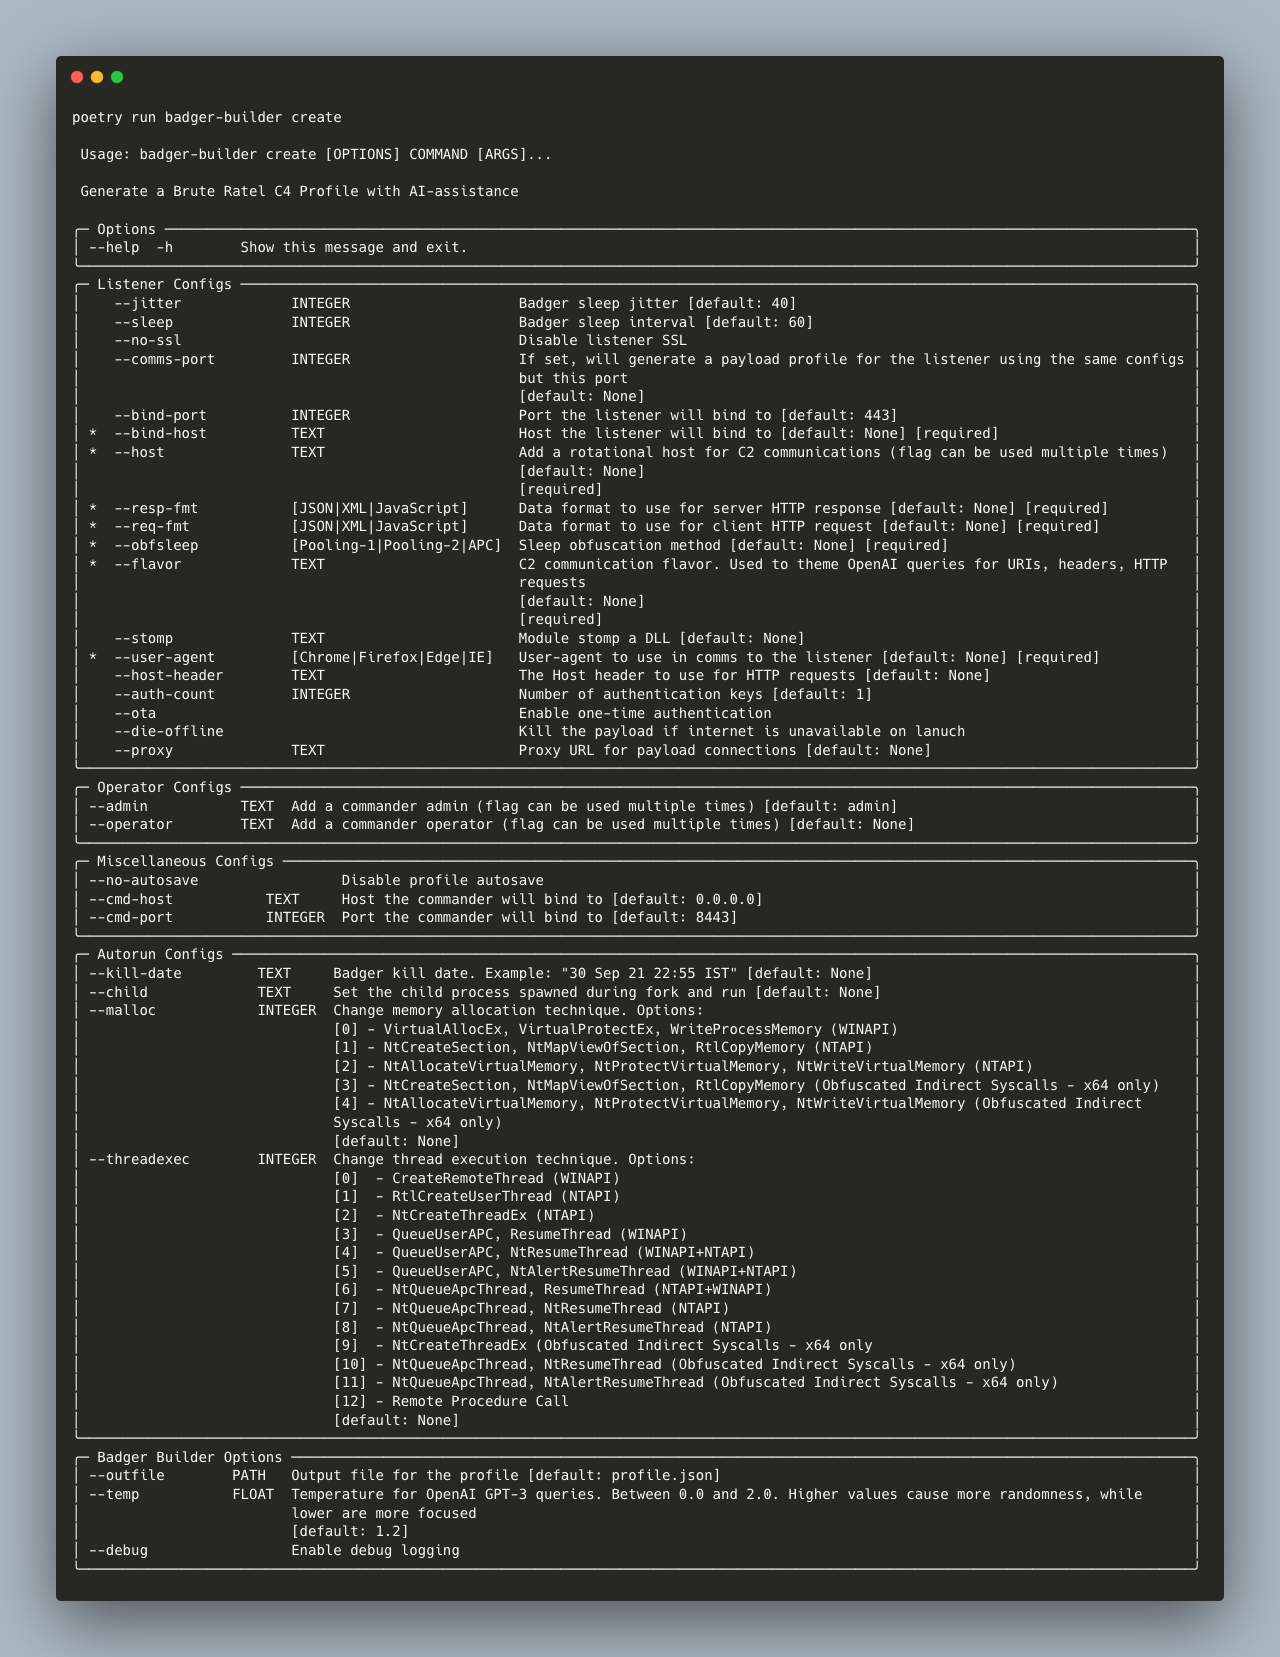 poetry run badger-builder create
Usage: badger-builder create [OPTIONS] COMMAND [ARGS]...
Generate a Brute Ratel C4 Profile with AI-assistance
Options
--help -h Show this message and exit.
Listener Configs
--jitter INTEGER Badger sleep jitter [default: 40]
--sleep INTEGER Badger sleep interval [default: 60]
--no-ssl Disable listener SSL
--comms-port INTEGER If set, will generate a payload profile for the listener using the same configs
but this port
[default: None]
--bind-port INTEGER Port the listener will bind to [default: 443]
* --bind-host TEXT Host the listener will bind to [default: None] [required]
* --host TEXT Add a rotational host for C2 communications (flag can be used multiple times)
[default: None]
[required]
* --resp-fmt [JSON|XML|JavaScript] Data format to use for server HTTP response [default: None] [required]
* --req-fmt [JSON|XML|JavaScript] Data format to use for client HTTP request [default: None] [required]
* --obfsleep [Pooling-1|Pooling-2|APC] Sleep obfuscation method [default: None] [required]
* --flavor TEXT C2 communication flavor. Used to theme OpenAI queries for URIs, headers, HTTP
requests
[default: None]
[required]
--stomp TEXT Module stomp a DLL [default: None]
* --user-agent [Chrome|Firefox|Edge|IE] User-agent to use in comms to the listener [default: None] [required]
--host-header TEXT The Host header to use for HTTP requests [default: None]
--auth-count INTEGER Number of authentication keys [default: 1]
--ota Enable one-time authentication
--die-offline Kill the payload if internet is unavailable on lanuch
--proxy TEXT Proxy URL for payload connections [default: None]
Operator Configs
--admin TEXT Add a commander admin (flag can be used multiple times) [default: admin]
--operator TEXT Add a commander operator (flag can be used multiple times) [default: None]
Miscellaneous Configs
--no-autosave Disable profile autosave
--cmd-host TEXT Host the commander will bind to [default: 0.0.0.0]
--cmd-port INTEGER Port the commander will bind to [default: 8443]
Autorun Configs
--kill-date TEXT Badger kill date. Example: "30 Sep 21 22:55 IST" [default: None]
--child TEXT Set the child process spawned during fork and run [default: None]
--malloc INTEGER Change memory allocation technique. Options:
[0] - VirtualAllocEx, VirtualProtectEx, WriteProcessMemory (WINAPI)
[1] - NtCreateSection, NtMapViewOfSection, RtlCopyMemory (NTAPI)
[2] - NtAllocateVirtualMemory, NtProtectVirtualMemory, NtWriteVirtualMemory (NTAPI)
[3] - NtCreateSection, NtMapViewOfSection, RtlCopyMemory (Obfuscated Indirect Syscalls - x64 only)
[4] - NtAllocateVirtualMemory, NtProtectVirtualMemory, NtWriteVirtualMemory (Obfuscated Indirect
Syscalls - x64 only)
[default: None]
--threadexec INTEGER Change thread execution technique. Options:
[0] - CreateRemoteThread (WINAPI)
[1] - RtlCreateUserThread (NTAPI)
[2] - NtCreateThreadEx (NTAPI)
[3] - QueueUserAPC, ResumeThread (WINAPI)
[4] - QueueUserAPC, NtResumeThread (WINAPI+NTAPI)
[5] - QueueUserAPC, NtAlertResumeThread (WINAPI+NTAPI)
[6] - NtQueueApcThread, ResumeThread (NTAPI+WINAPI)
[7] - NtQueueApcThread, NtResumeThread (NTAPI)
[8] - NtQueueApcThread, NtAlertResumeThread (NTAPI)
[9] - NtCreateThreadEx (Obfuscated Indirect Syscalls - x64 only
[10] - NtQueueApcThread, NtResumeThread (Obfuscated Indirect Syscalls - x64 only)
[11] - NtQueueApcThread, NtAlertResumeThread (Obfuscated Indirect Syscalls - x64 only)
[12] - Remote Procedure Call
[default: None]
Badger Builder Options
--outfile PATH Output file for the profile [default: profile.json]
--temp FLOAT Temperature for OpenAI GPT-3 queries. Between 0.0 and 2.0. Higher values cause more randomness, while
lower are more focused
[default: 1.2]
--debug Enable debug logging